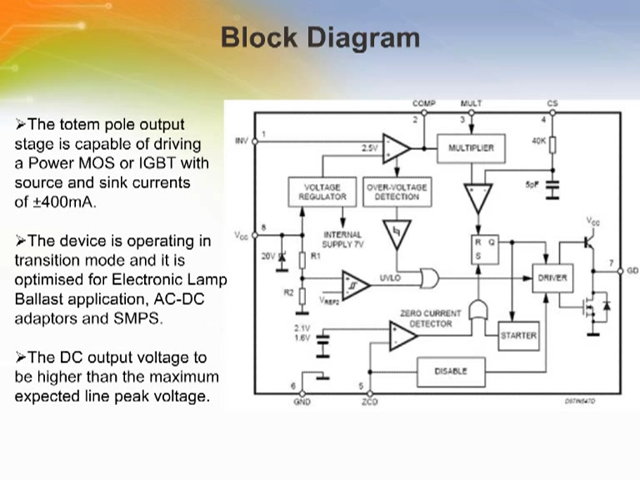 Block Diagram
➢The totem pole output
stage is capable of driving
a Power MOS or IGBT with
source and sink currents
of ±400mA.
➢The device is operating in
transition mode and it is
optimised for Electronic Lamp
Ballast application, AC-DC
adaptors and SMPS.
➢The DC output voltage to
be higher than the maximum
expected line peak voltage.
COMP
MULT
CS
2
3
4
INV
1
2.5V
MULTIPLIER
40K
5pF
VOLTAGE
REGULATOR
OVER-VOLTAGE
DETECTION
VCC
8
INTERNAL
SUPPLY 7V
20V
R1
R2
VREF2
UVLO
R Q
S
DRIVER
VCC
7
GD
ZERO CURRENT
DETECTOR
2.1V
1.6V
STARTER
DISABLE
6
5
GND
ZCD